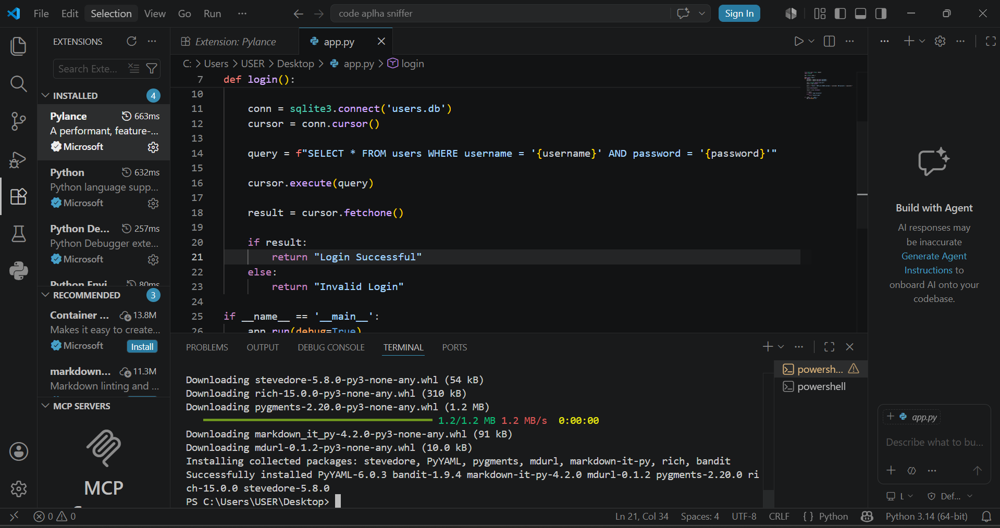 File Edit Selection View Go Run ···
code aplha sniffer
Sign In
EXTENSIONS
Search Exte...
INSTALLED 4
Pylance 663ms
A performant, feature-...
Microsoft
Python 632ms
Python language supp...
Microsoft
Python De... 257ms
Python Debugger exte...
Microsoft
Python Envi 80ms
RECOMMENDED 3
Container ... 13.8M
Makes it easy to create...
Microsoft Install
markdown... 11.3M
Markdown linting and ...
MCP SERVERS
MCP
Extension: Pylance
app.py
C: > Users > USER > Desktop > app.py > login
7 def login():
10
11 conn = sqlite3.connect('users.db')
12 cursor = conn.cursor()
13
14 query = f"SELECT * FROM users WHERE username = '{username}' AND password = '{password}'"
15
16 cursor.execute(query)
17
18 result = cursor.fetchone()
19
20 if result:
21 return "Login Successful"
22 else:
23 return "Invalid Login"
24
25 if __name__ == '__main__':
26 app.run(debug=True)
PROBLEMS OUTPUT DEBUG CONSOLE TERMINAL PORTS
Downloading stevedore-5.8.0-py3-none-any.whl (54 kB)
Downloading rich-15.0.0-py3-none-any.whl (310 kB)
Downloading pygments-2.20.0-py3-none-any.whl (1.2 MB)
1.2/1.2 MB 1.2 MB/s 0:00:00
Downloading markdown_it_py-4.2.0-py3-none-any.whl (91 kB)
Downloading mdurl-0.1.2-py3-none-any.whl (10.0 kB)
Installing collected packages: stevedore, PyYAML, pygments, mdurl, markdown-it-py, rich, bandit
Successfully installed PyYAML-6.0.3 bandit-1.9.4 markdown-it-py-4.2.0 mdurl-0.1.2 pygments-2.20.0 ri
ch-15.0.0 stevedore-5.8.0
PS C:\Users\USER\Desktop>
powersh...
powershell
Build with Agent
AI responses may
be inaccurate
Generate Agent
Instructions to
onboard AI onto your
codebase.
app.py
Describe what to bu...
L Def...
0 0
Ln 21, Col 34 Spaces: 4 UTF-8 CRLF { } Python Python 3.14 (64-bit)